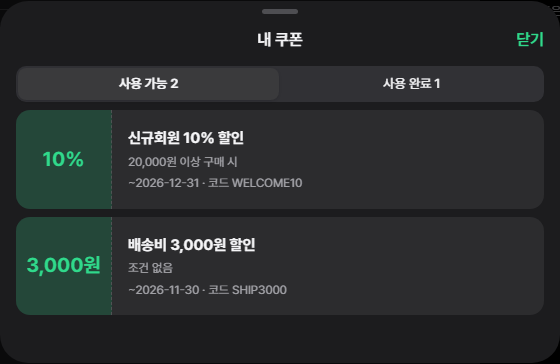 내 쿠폰
닫기
사용 가능 2
사용 완료 1
10%
신규회원 10% 할인
20,000원 이상 구매 시
~2026-12-31 · 코드 WELCOME10
3,000원
배송비 3,000원 할인
조건 없음
~2026-11-30 · 코드 SHIP3000